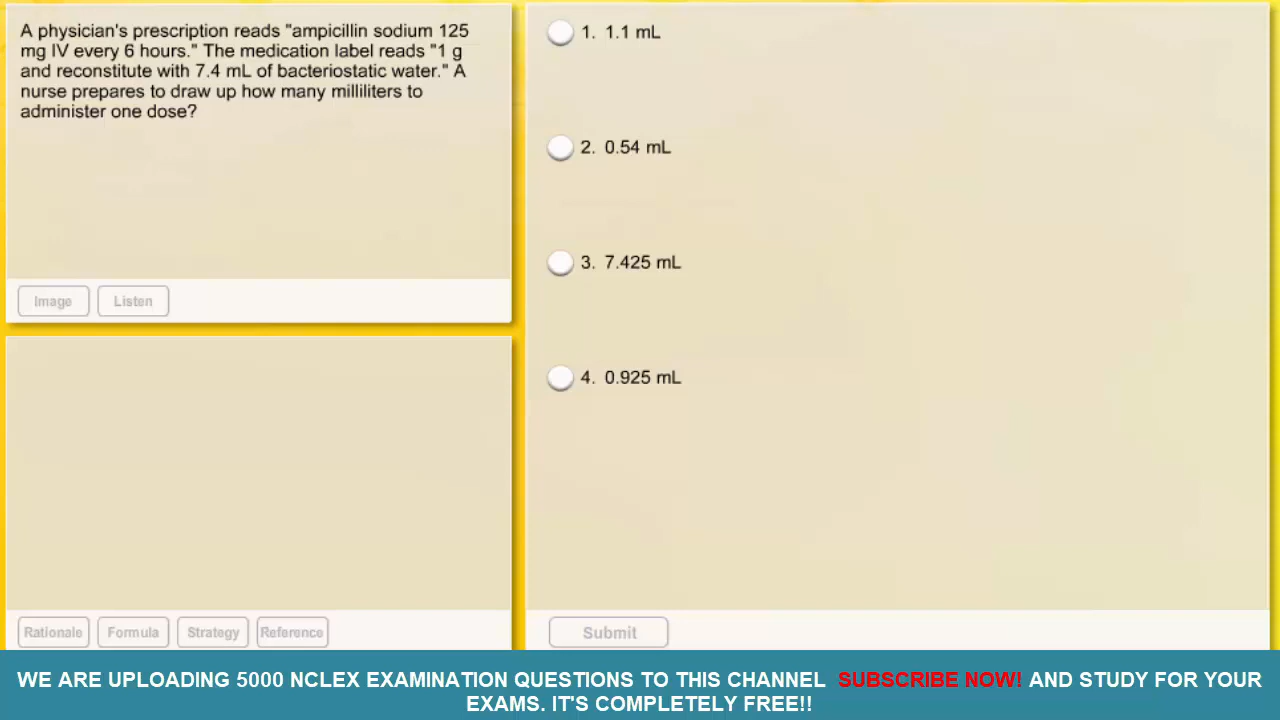 A physician's prescription reads "ampicillin sodium 125
mg IV every 6 hours." The medication label reads "1 g
and reconstitute with 7.4 mL of bacteriostatic water." A
nurse prepares to draw up how many milliliters to
administer one dose?
Image
Listen
1. 1.1 mL
2. 0.54 mL
3. 7.425 mL
4. 0.925 mL
Rationale
Formula
Strategy
Reference
Submit
WE ARE UPLOADING 5000 NCLEX EXAMINATION QUESTIONS TO THIS CHANNEL SUBSCRIBE NOW! AND STUDY FOR YOUR
EXAMS. IT'S COMPLETELY FREE!!